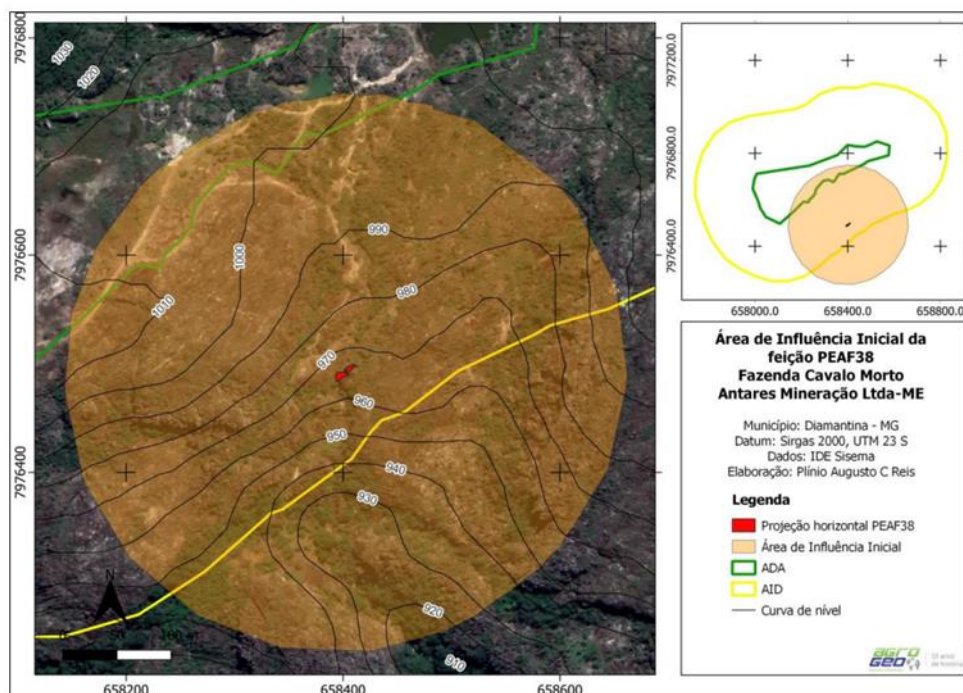 7976800
7976600
7976400
1030
1020
1010
1000
990
980
970
960
950
940
930
920
910
N
100 m
658200
658400
658600
7977200
7976800
7976400
658000.0
658400.0
658800.0
Área de Influência Inicial da
feição PEAF38
Fazenda Cavalo Morto
Antares Mineração Ltda-ME
Município: Diamantina - MG
Datum: Sirgas 2000, UTM 23 S
Dados: IDE Sisema
Elaboração: Plínio Augusto C Reis
Legenda
Projeção horizontal PEAF38
Área de Influência Inicial
ADA
AID
Curva de nível
AGRO
GEO